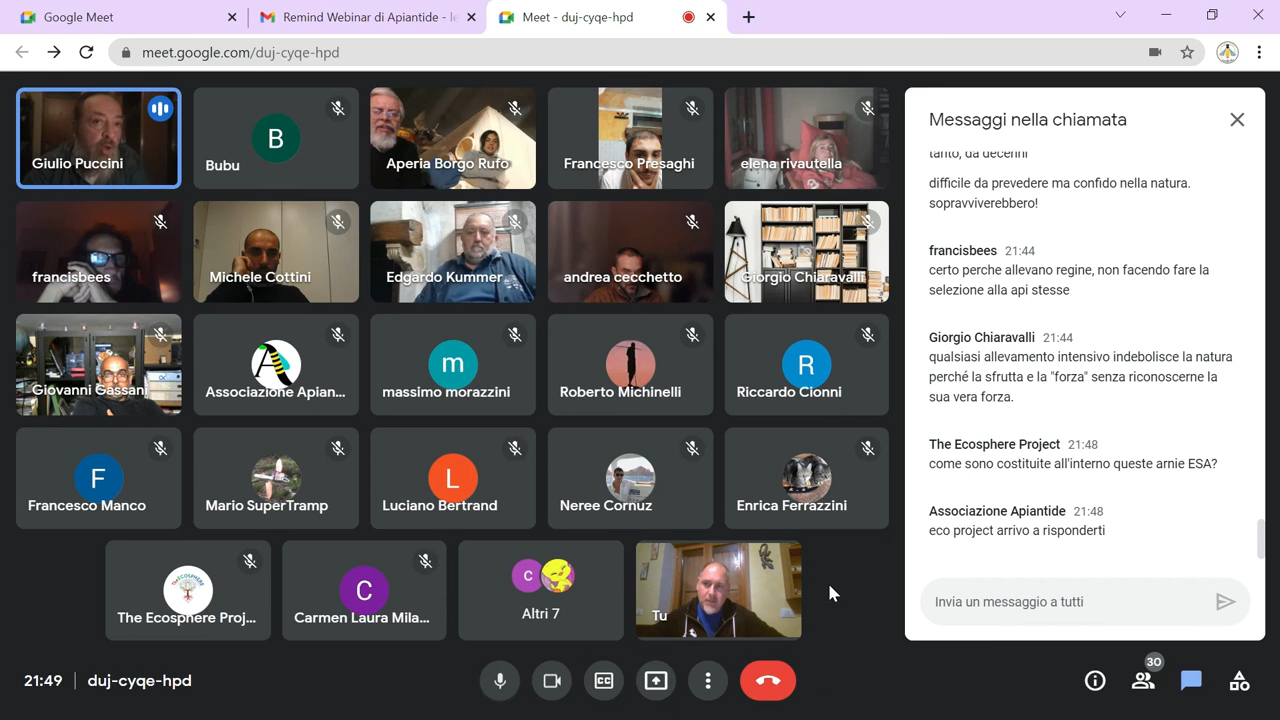 Google Meet
Remind Webinar di Apiantide - le
Meet - duj-cyqe-hpd
meet.google.com/duj-cyqe-hpd
Giulio Puccini
B
Bubu
Aperia Borgo Rufo
Francesco Presaghi
elena rivautella
francisbees
Michele Cottini
Edgardo Kummer
andrea cecchetto
Giorgio Chiaravalli
Giovanni Gassani
A
Associazione Apian...
m
massimo morazzini
Roberto Michinelli
R
Riccardo Cionni
F
Francesco Manco
Mario SuperTramp
L
Luciano Bertrand
Neree Cornuz
Enrica Ferrazzini
The ECOSPHERE
The Ecosphere Proj...
C
Carmen Laura Mila...
C
Altri 7
Tu
Messaggi nella chiamata
tanto, da decenni
difficile da prevedere ma confido nella natura.
sopravviverebbero!
francisbees 21:44
certo perche allevano regine, non facendo fare la
selezione alla api stesse
Giorgio Chiaravalli 21:44
qualsiasi allevamento intensivo indebolisce la natura
perché la sfrutta e la "forza" senza riconoscerne la
sua vera forza.
The Ecosphere Project 21:48
come sono costituite all'interno queste arnie ESA?
Associazione Apiantide 21:48
eco project arrivo a risponderti
Invia un messaggio a tutti
21:49 | duj-cyqe-hpd
CC
30